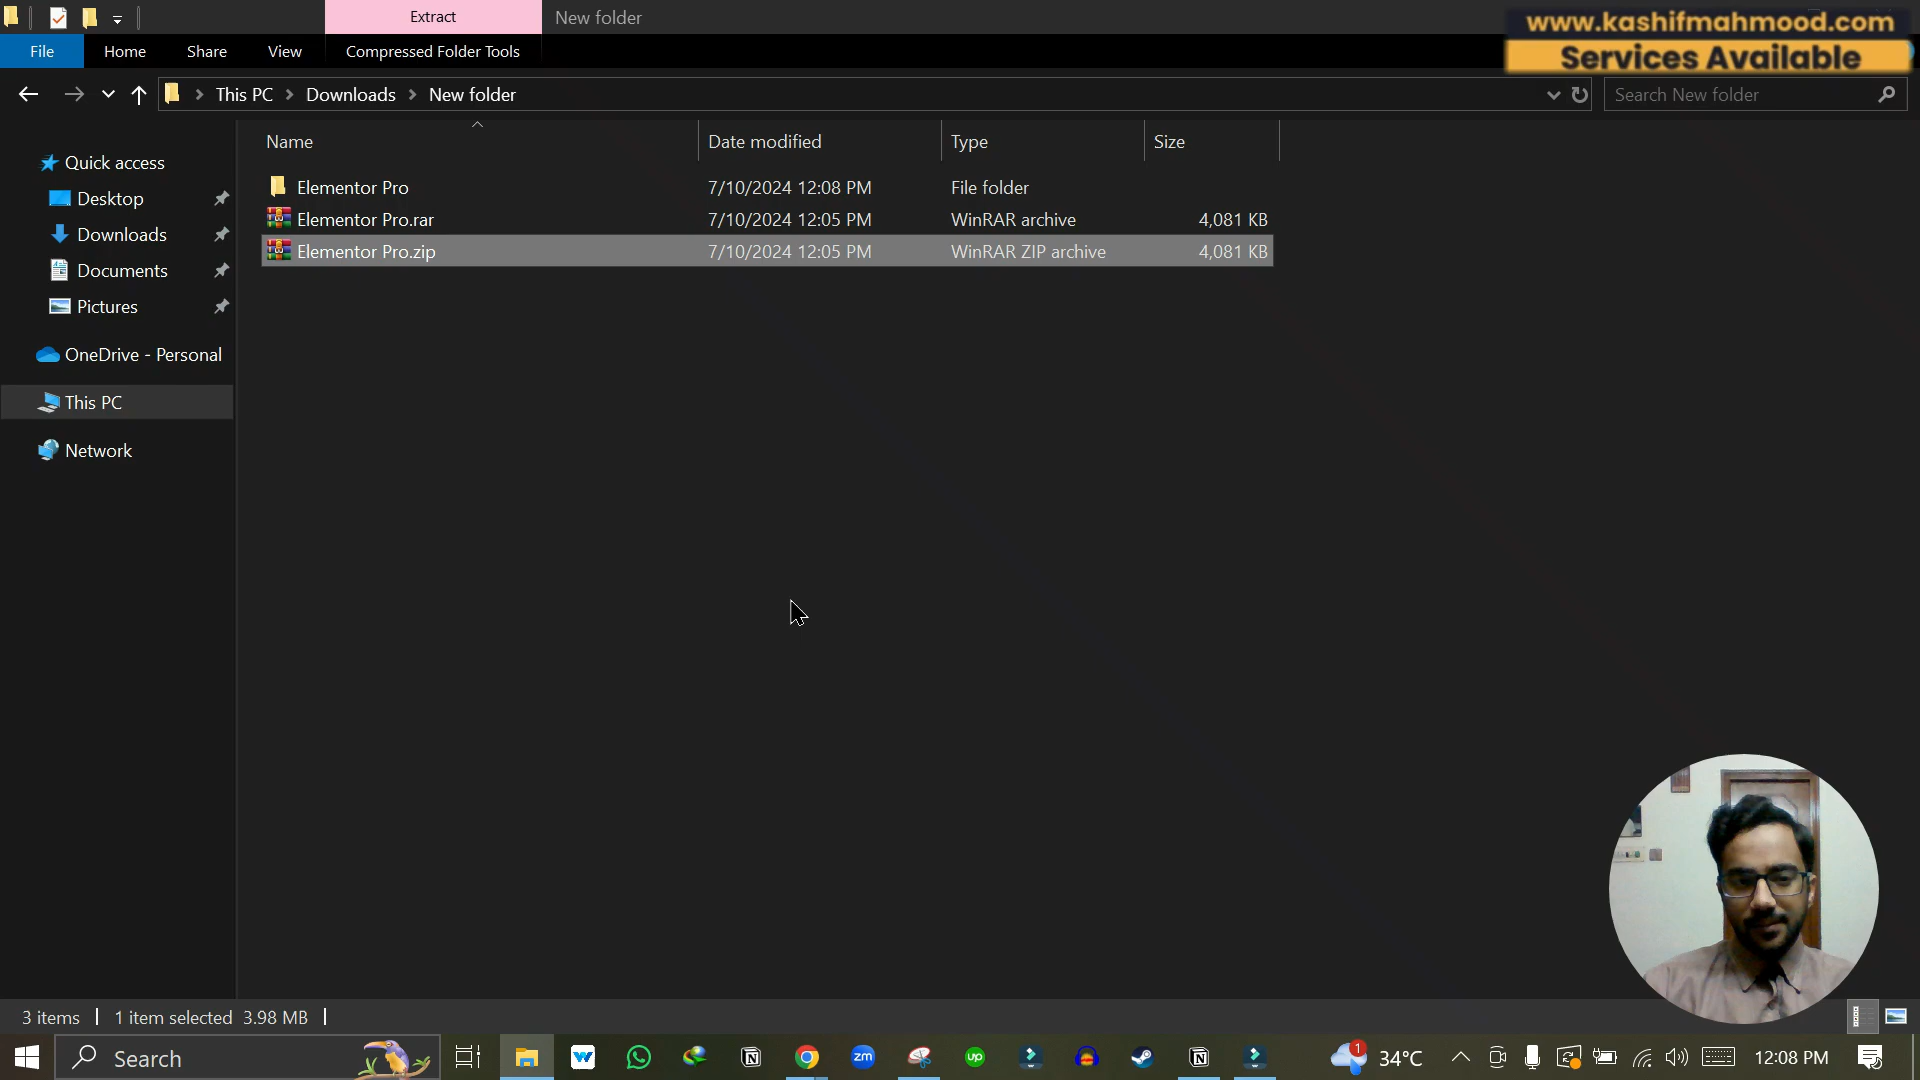 Extract
New folder
www.kashifmahmood.com
Services Available
File
Home
Share
View
Compressed Folder Tools
This PC
Downloads
New folder
Search New folder
Name
Date modified
Type
Size
Quick access
Desktop
Downloads
Documents
Pictures
OneDrive - Personal
This PC
Network
Elementor Pro 7/10/2024 12:08 PM File folder
Elementor Pro.rar 7/10/2024 12:05 PM WinRAR archive 4,081 KB
Elementor Pro.zip 7/10/2024 12:05 PM WinRAR ZIP archive 4,081 KB
3 items
1 item selected 3.98 MB
Search
W
zm
up
1
34°C
12:08 PM